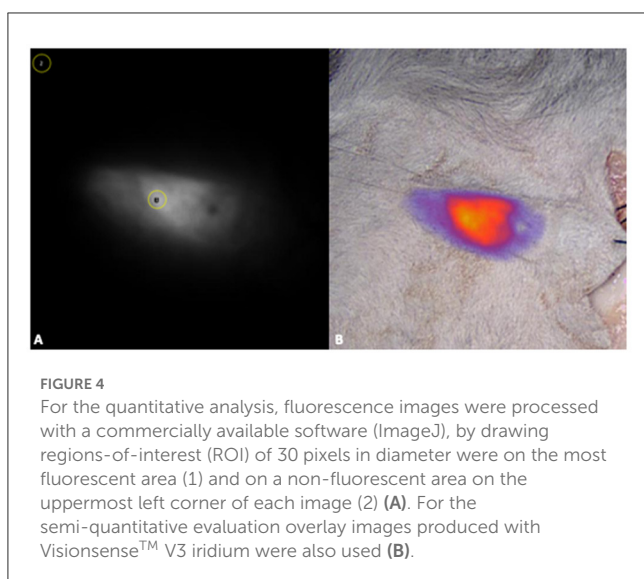 2
A
B
FIGURE 4
For the quantitative analysis, fluorescence images were processed
with a commercially available software (ImageJ), by drawing
regions-of-interest (ROI) of 30 pixels in diameter were on the most
fluorescent area (1) and on a non-fluorescent area on the
uppermost left corner of each image (2) (A). For the
semi-quantitative evaluation overlay images produced with
Visionsense™ V3 iridium were also used (B).